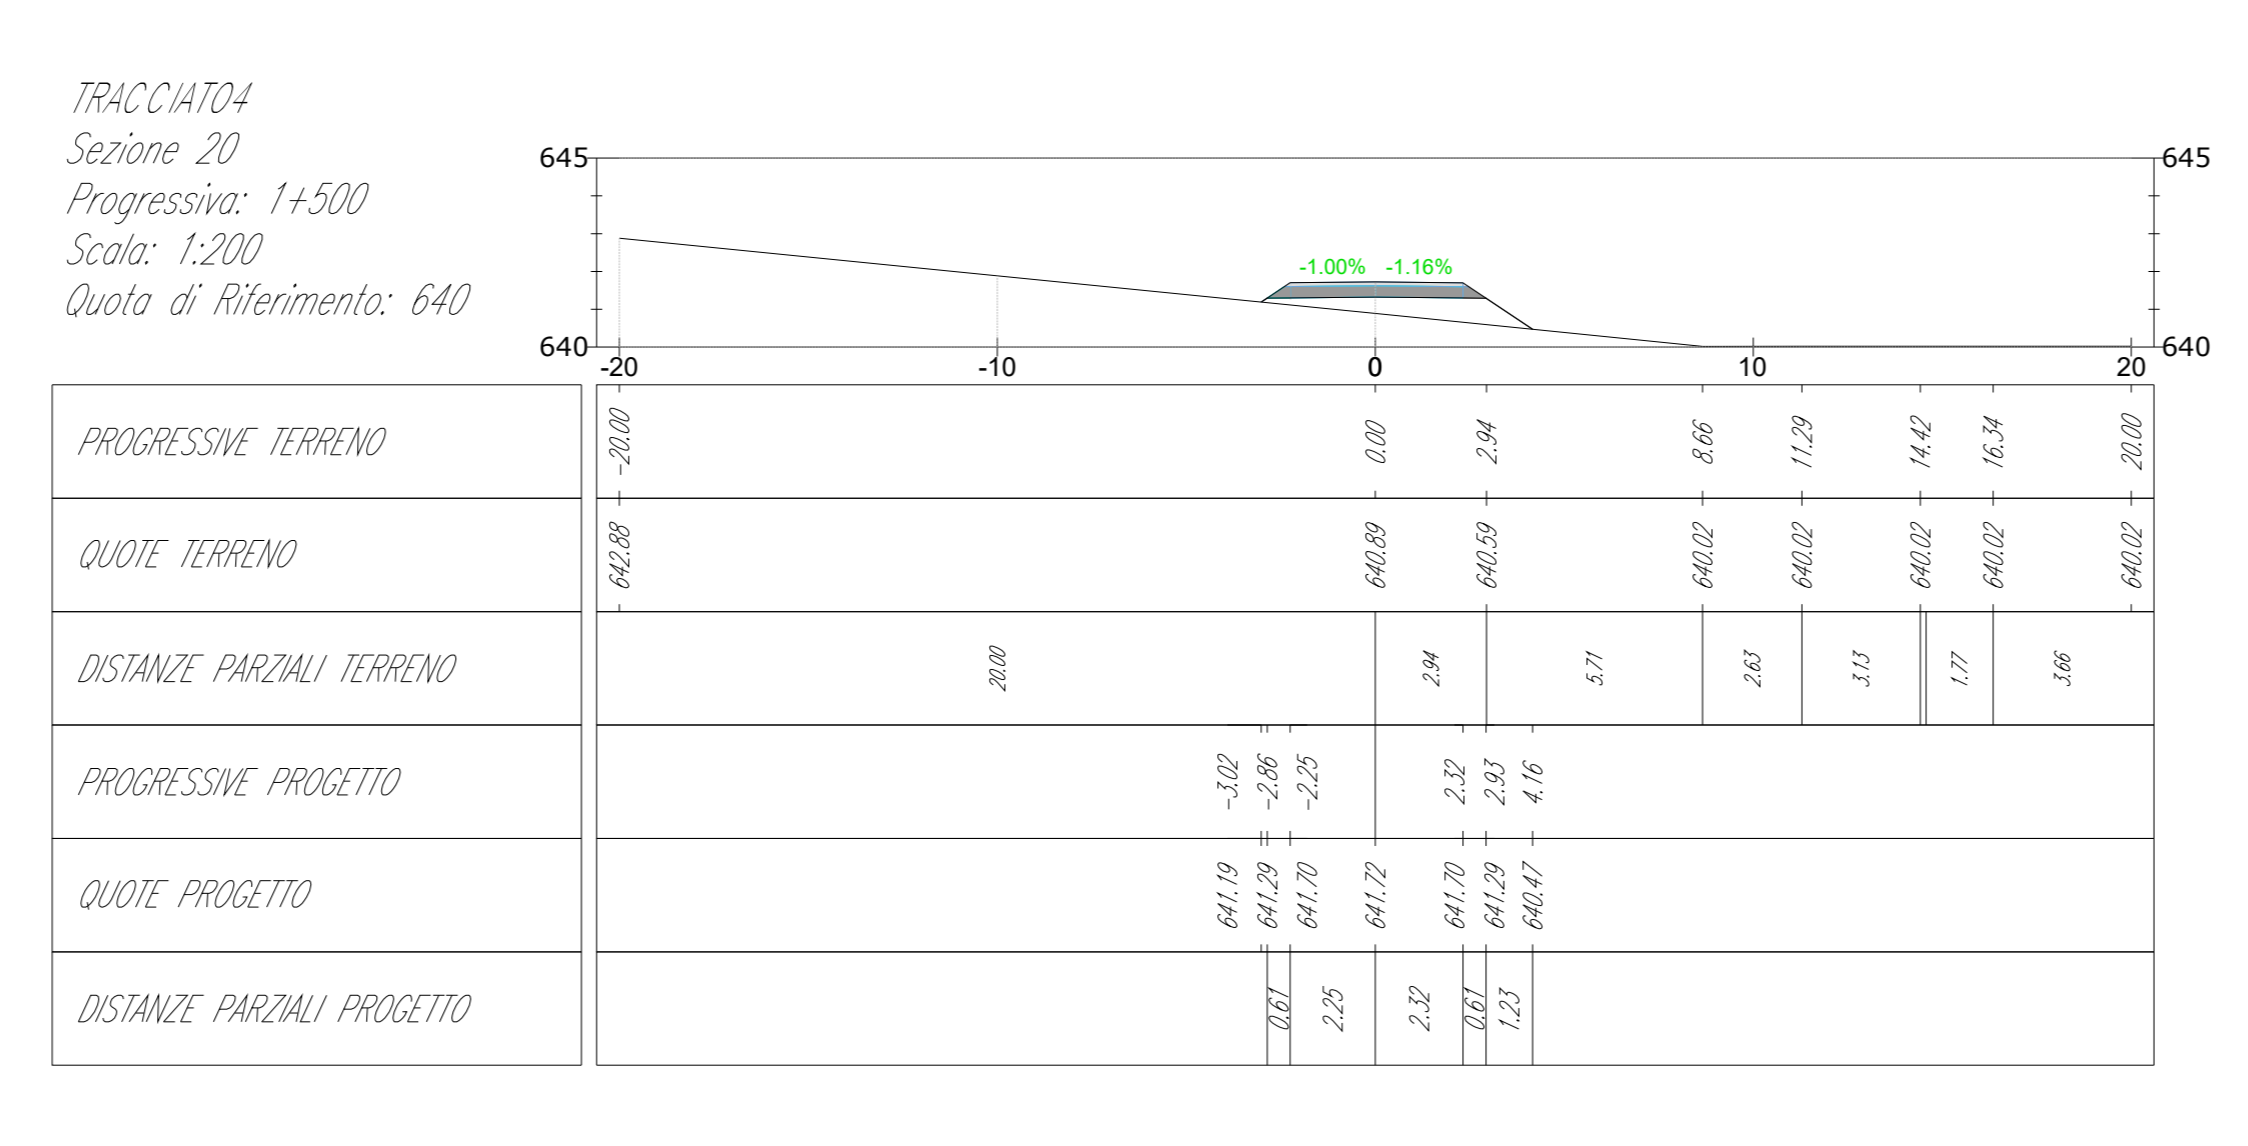 TRACCIATO4
Sezione 20
Progressiva: 1+500
Scala: 1:200
Quota di Riferimento: 640
645 645
-1.00% -1.16%
640 640
-20 -10 0 10 20
PROGRESSIVE TERRENO -20.00 0.00 2.94 8.66 11.29 14.42 16.34 20.00
QUOTE TERRENO 642.88 640.89 640.59 640.02 640.02 640.02 640.02 640.02
DISTANZE PARZIALI TERRENO 20.00 2.94 5.71 2.63 3.13 1.77 3.66
PROGRESSIVE PROGETTO -3.02 -2.86 -2.25 2.32 2.93 4.16
QUOTE PROGETTO 641.19 641.29 641.70 641.72 641.70 641.29 640.47
DISTANZE PARZIALI PROGETTO 0.61 2.25 2.32 0.61 1.23